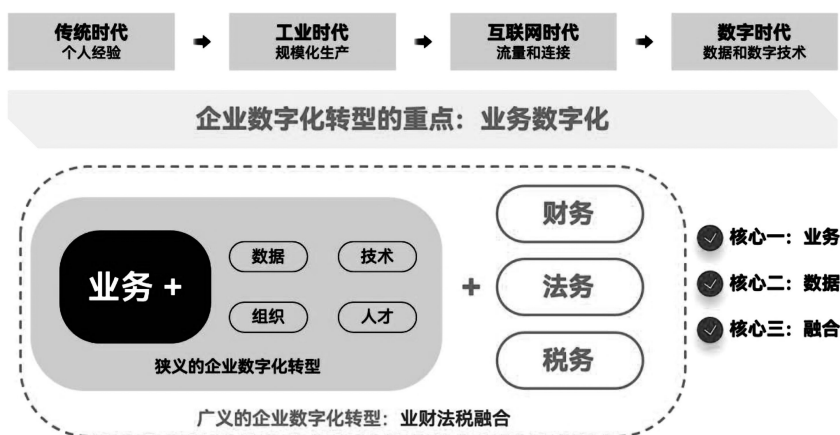 传统时代
个人经验
工业时代
规模化生产
互联网时代
流量和连接
数字时代
数据和数字技术
企业数字化转型的重点：业务数字化
业务 +
数据
技术
组织
人才
狭义的企业数字化转型
+
财务
法务
税务
核心一：业务
核心二：数据
核心三：融合
广义的企业数字化转型：业财法税融合